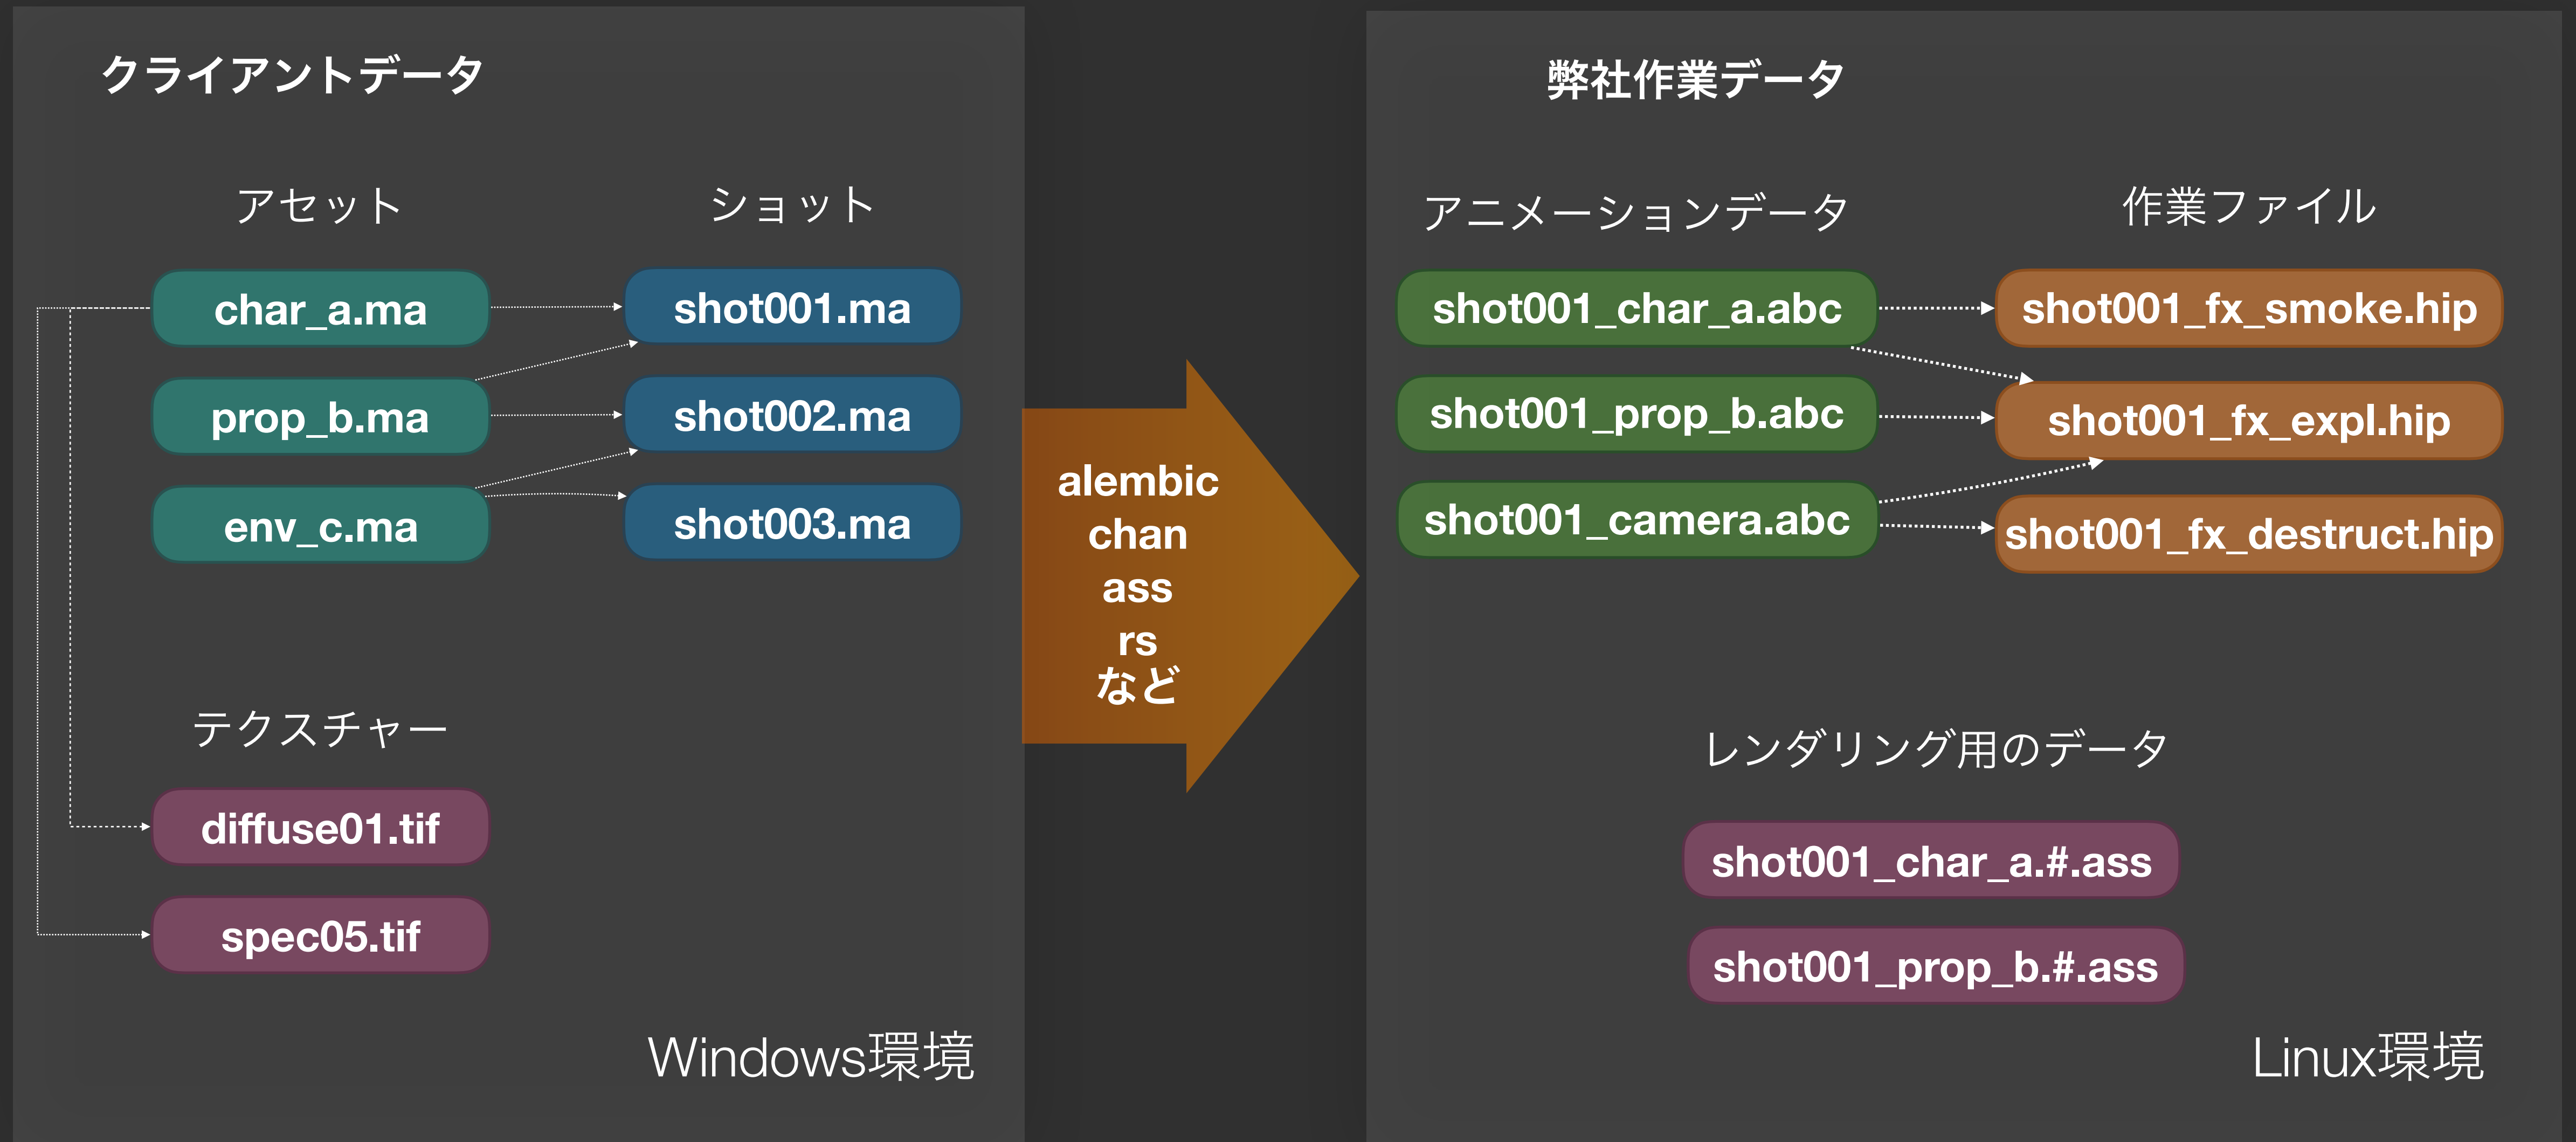 クライアントデータ
アセット
ショット
char_a.ma
shot001.ma
prop_b.ma
shot002.ma
env_c.ma
shot003.ma
テクスチャー
diffuse01.tif
spec05.tif
Windows環境
alembic
chan
ass
rs
など
弊社作業データ
アニメーションデータ
作業ファイル
shot001_char_a.abc
shot001_fx_smoke.hip
shot001_prop_b.abc
shot001_fx_expl.hip
shot001_camera.abc
shot001_fx_destruct.hip
レンダリング用のデータ
shot001_char_a.#.ass
shot001_prop_b.#.ass
Linux環境